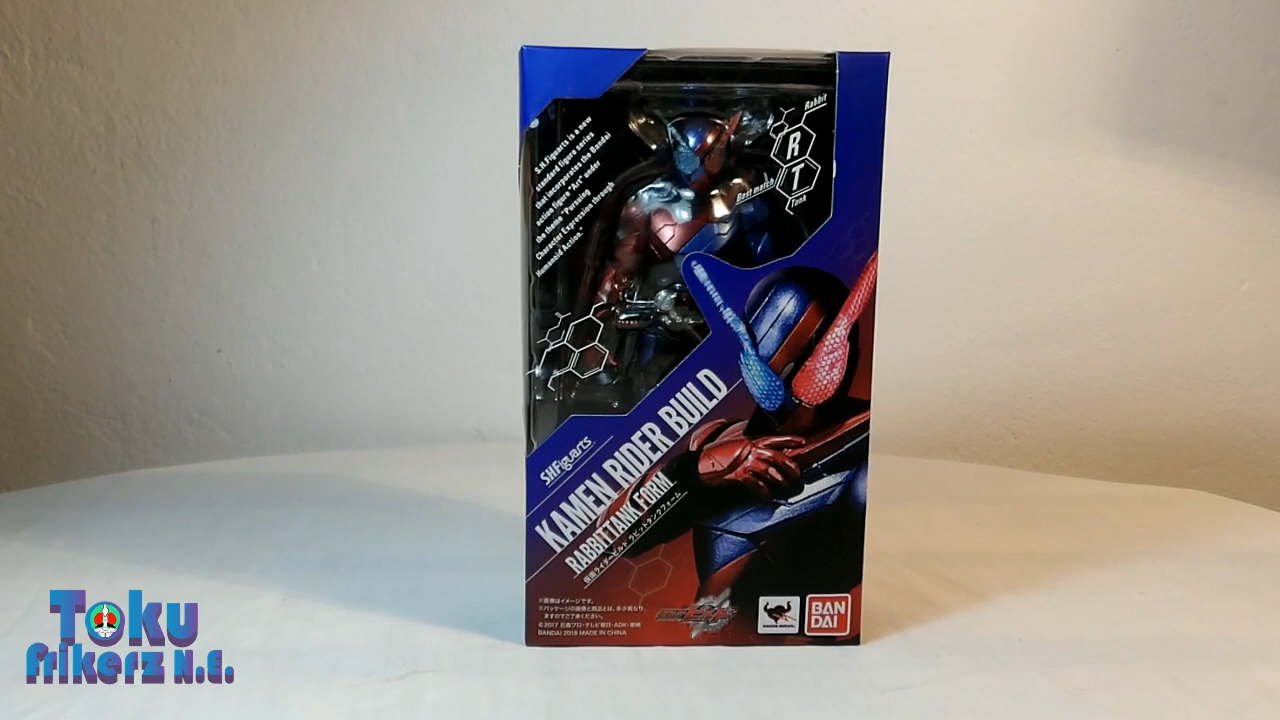 S.H.Figuarts is a new
standard figure series
that incorporates the Bandai
action figure "Art" under
the theme "Pursuing
Character Expression through
Humanoid Action."
Rabbit
R
T
Best match
Tank
S.H.Figuarts
KAMEN RIDER BUILD
RABBITTANK FORM
仮面ライダービルド ラビットタンクフォーム
※画像はイメージです。
※パッケージの画像と商品とは、多少異なり
ますのでご了承ください。
©2017 石森プロ・テレビ朝日・ADK・東映
BANDAI 2018 MADE IN CHINA
BAN
DAI
Toku
Frikerz N.E.